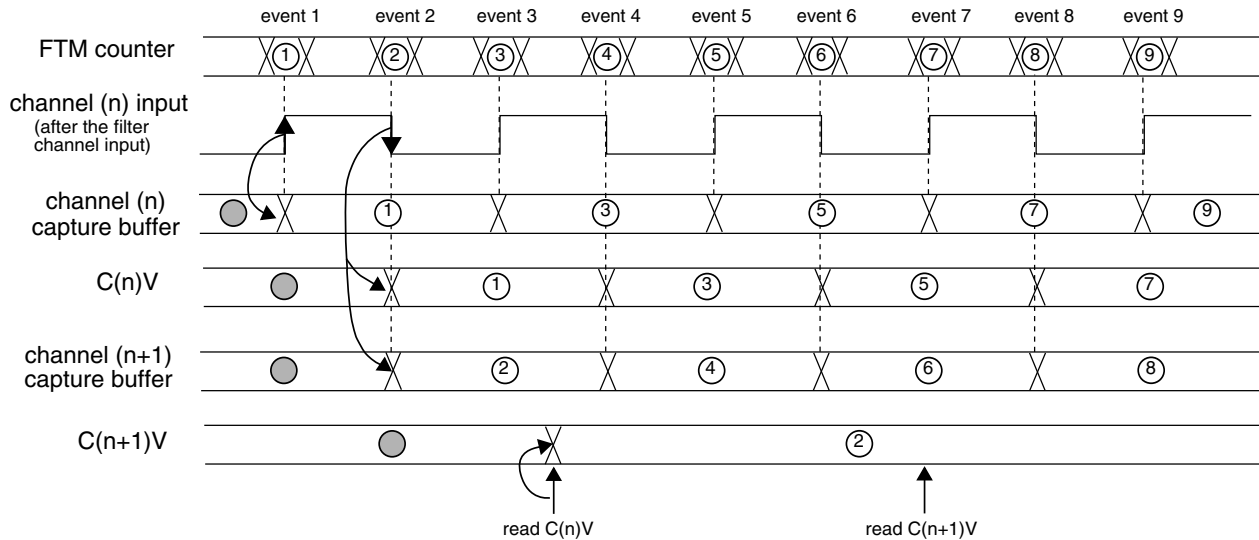 event 1 event 2 event 3 event 4 event 5 event 6 event 7 event 8 event 9
FTM counter
1 2 3 4 5 6 7 8 9
channel (n) input
(after the filter
channel input)
channel (n)
capture buffer
1 3 5 7 9
C(n)V
1 3 5 7
channel (n+1)
capture buffer
2 4 6 8
C(n+1)V
2
read C(n)V read C(n+1)V